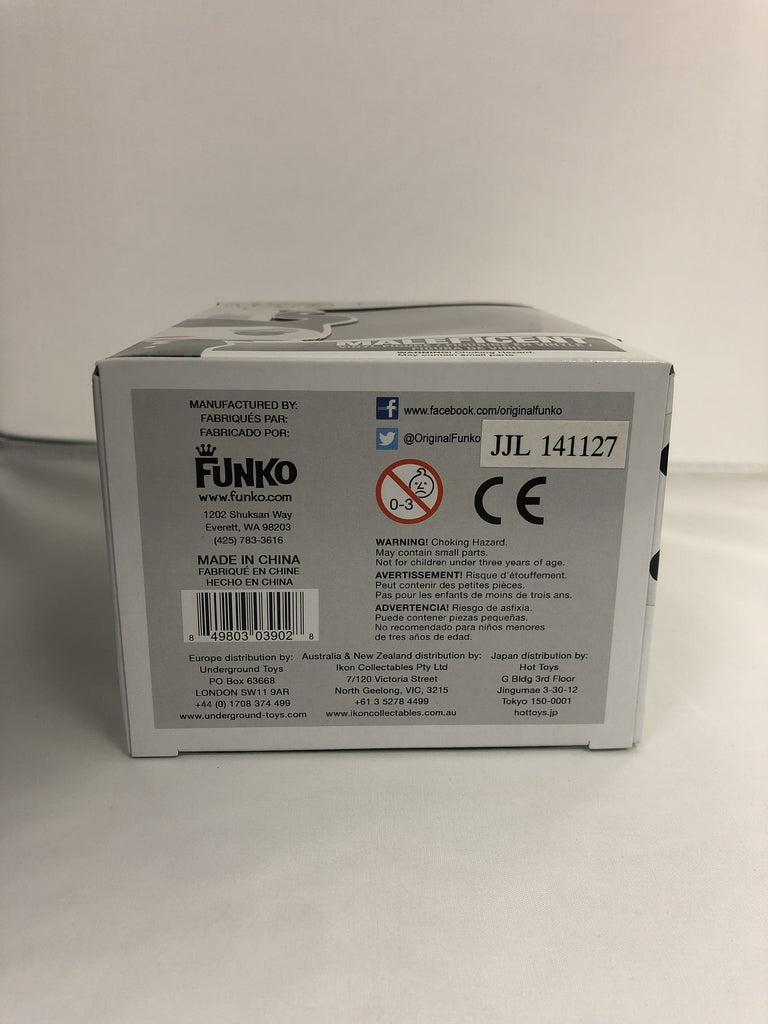 MALEFICENT
WARNING! Choking Hazard.
May contain small parts.
MANUFACTURED BY:
FABRIQUÉS PAR:
FABRICADO POR:
FUNKO
www.funko.com
1202 Shuksan Way
Everett, WA 98203
(425) 783-3616
MADE IN CHINA
FABRIQUÉ EN CHINE
HECHO EN CHINA
8 49803 03902 8
www.facebook.com/originalfunko
@OriginalFunko
JJL 141127
0-3
CE
WARNING! Choking Hazard.
May contain small parts.
Not for children under three years of age.
AVERTISSEMENT! Risque d'étouffement.
Peut contenir des petites pièces.
Pas pour les enfants de moins de trois ans.
ADVERTENCIA! Riesgo de asfixia.
Puede contener piezas pequeñas.
No recomendado para niños menores
de tres años de edad.
Europe distribution by:
Underground Toys
PO Box 63668
LONDON SW11 9AR
+44 (0) 1708 374 499
www.underground-toys.com
Australia & New Zealand distribution by:
Ikon Collectables Pty Ltd
7/120 Victoria Street
North Geelong, VIC, 3215
+61 3 5278 4499
www.ikoncollectables.com.au
Japan distribution by:
Hot Toys
G Bldg 3rd Floor
Jingumae 3-30-12
Tokyo 150-0001
hottoys.jp